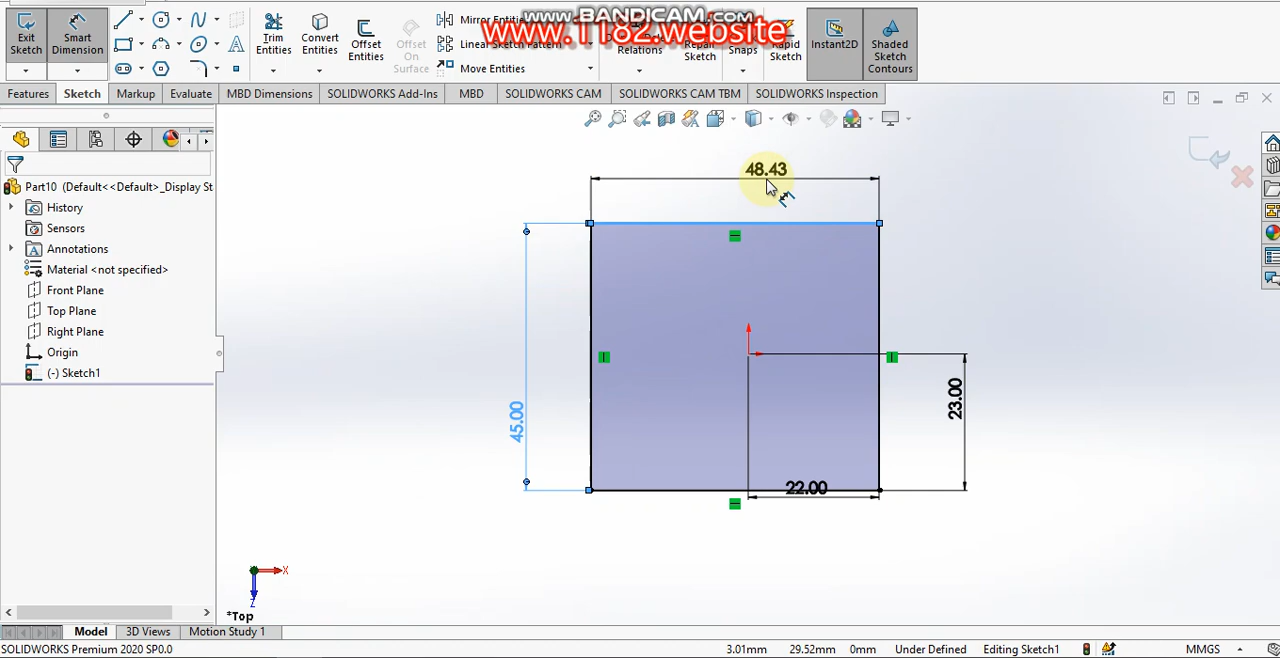 www.BANDICAM.com
www.1182.website
Exit Sketch
Smart Dimension
Trim Entities
Convert Entities
Offset Entities
Offset On Surface
Mirror Entities
Linear Sketch Pattern
Move Entities
Relations
Repair Sketch
Snaps
Rapid Sketch
Instant2D
Shaded Sketch Contours
Features
Sketch
Markup
Evaluate
MBD Dimensions
SOLIDWORKS Add-Ins
MBD
SOLIDWORKS CAM
SOLIDWORKS CAM TBM
SOLIDWORKS Inspection
Part10 (Default<<Default>_Display St
History
Sensors
Annotations
Material <not specified>
Front Plane
Top Plane
Right Plane
Origin
(-) Sketch1
48.43
45.00
23.00
22.00
X
Z
*Top
Model
3D Views
Motion Study 1
SOLIDWORKS Premium 2020 SP0.0
3.01mm
29.52mm
0mm
Under Defined
Editing Sketch1
MMGS